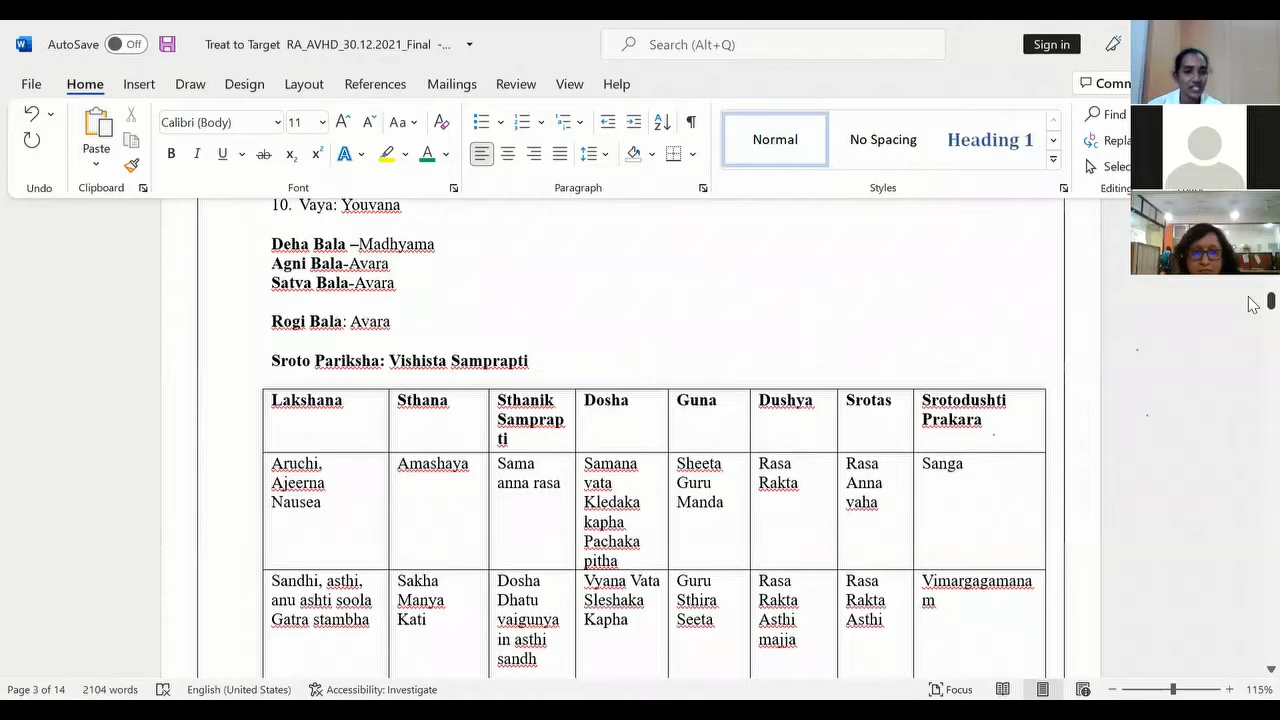 AutoSave Off Treat to Target RA_AVHD_30.12.2021_Final -... Search (Alt+Q) Sign in
File Home Insert Draw Design Layout References Mailings Review View Help Comm
Paste Calibri (Body) 11 Aa Normal No Spacing Heading 1 Find
Repla
Selec
Undo Clipboard Font Paragraph Styles Editing
10. Vaya: Youvana
Deha Bala –Madhyama
Agni Bala-Avara
Satva Bala-Avara
Rogi Bala: Avara
Sroto Pariksha: Vishista Samprapti
Lakshana Sthana Sthanik Dosha Guna Dushya Srotas Srotodushti
Samprap Prakara
ti
Aruchi, Amashaya Sama Samana Sheeta Rasa Rasa Sanga
Ajeerna anna rasa vata Guru Rakta Anna
Nausea Kledaka Manda vaha
kapha
Pachaka
pitha
Sandhi, asthi, Sakha Dosha Vyana Vata Guru Rasa Rasa Vimargagamana
anu ashti soola Manya Dhatu Sleshaka Sthira Rakta Rakta m
Gatra stambha Kati vaigunya Kapha Seeta Asthi Asthi
in asthi majja
sandh
Page 3 of 14 2104 words English (United States) Accessibility: Investigate Focus 115%